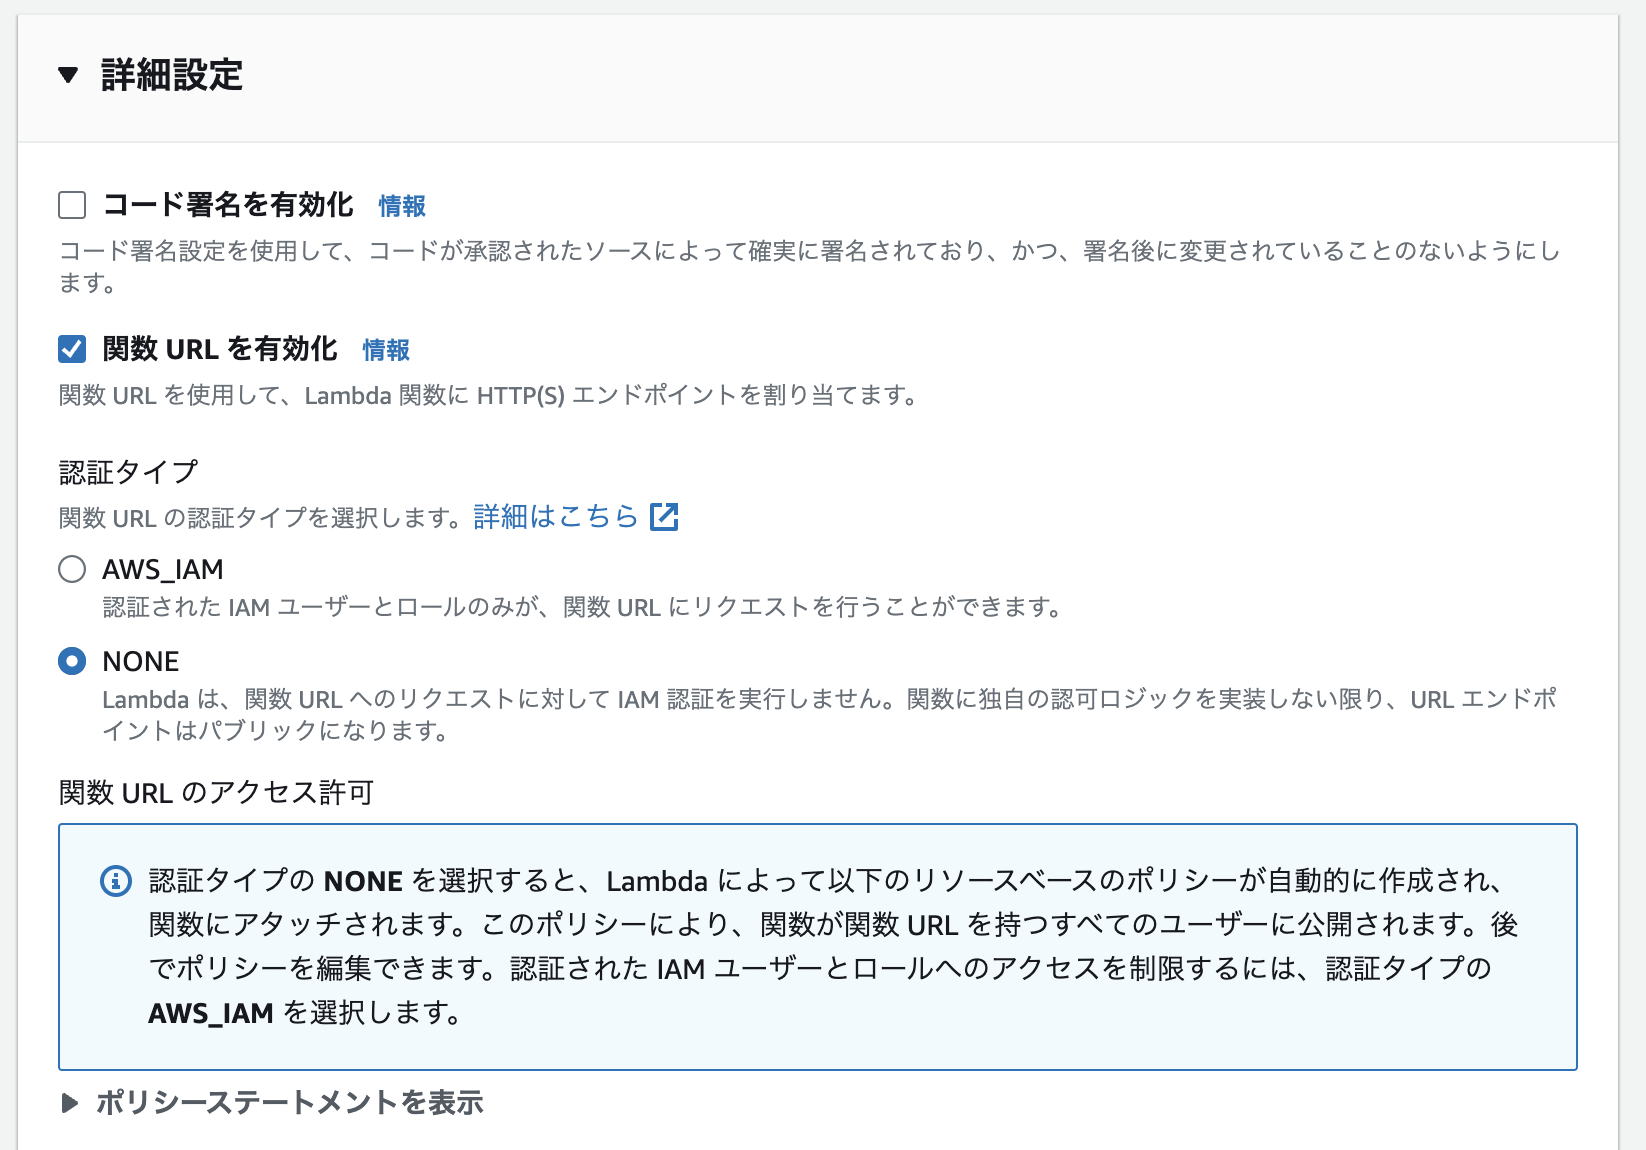 詳細設定
コード署名を有効化 情報
コード署名設定を使用して、コードが承認されたソースによって確実に署名されており、かつ、署名後に変更されていることのないようにし
ます。
関数 URL を有効化 情報
関数 URL を使用して、Lambda 関数に HTTP(S) エンドポイントを割り当てます。
認証タイプ
関数 URL の認証タイプを選択します。詳細はこちら
AWS_IAM
認証された IAM ユーザーとロールのみが、関数 URL にリクエストを行うことができます。
NONE
Lambda は、関数 URL へのリクエストに対して IAM 認証を実行しません。関数に独自の認可ロジックを実装しない限り、URL エンドポ
イントはパブリックになります。
関数 URL のアクセス許可
認証タイプの NONE を選択すると、Lambda によって以下のリソースベースのポリシーが自動的に作成され、
関数にアタッチされます。このポリシーにより、関数が関数 URL を持つすべてのユーザーに公開されます。後
でポリシーを編集できます。認証された IAM ユーザーとロールへのアクセスを制限するには、認証タイプの
AWS_IAM を選択します。
ポリシーステートメントを表示